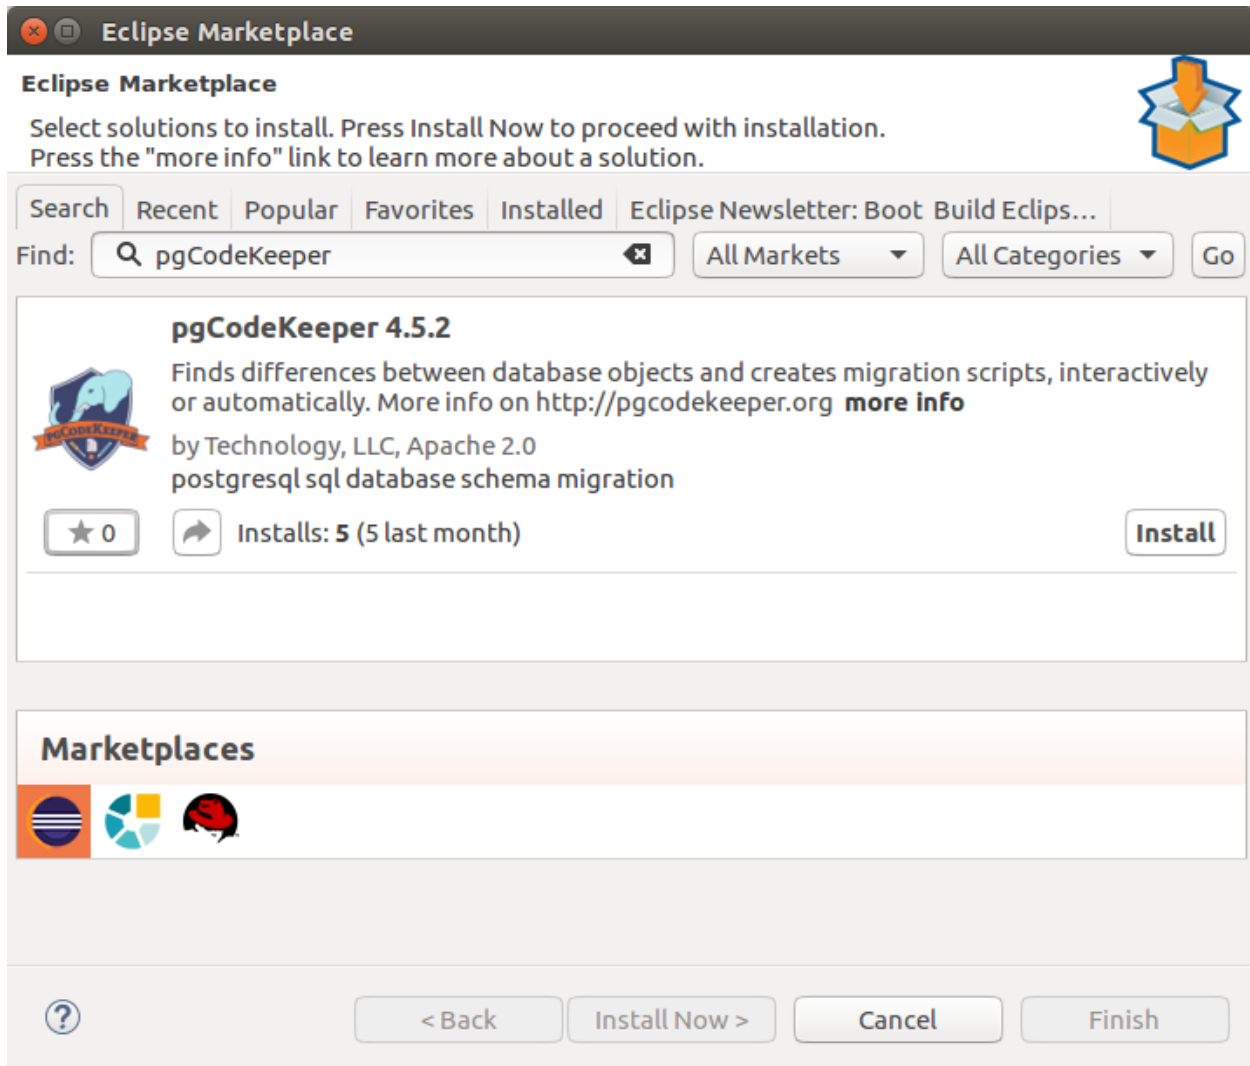 Eclipse Marketplace
Eclipse Marketplace
Select solutions to install. Press Install Now to proceed with installation.
Press the "more info" link to learn more about a solution.
Search Recent Popular Favorites Installed Eclipse Newsletter: Boot Build Eclips...
Find: pgCodeKeeper All Markets All Categories Go
pgCodeKeeper 4.5.2
Finds differences between database objects and creates migration scripts, interactively
or automatically. More info on http://pgcodekeeper.org more info
PGCODEKEEPER
by Technology, LLC, Apache 2.0
postgresql sql database schema migration
0 Installs: 5 (5 last month) Install
Marketplaces
? < Back Install Now > Cancel Finish